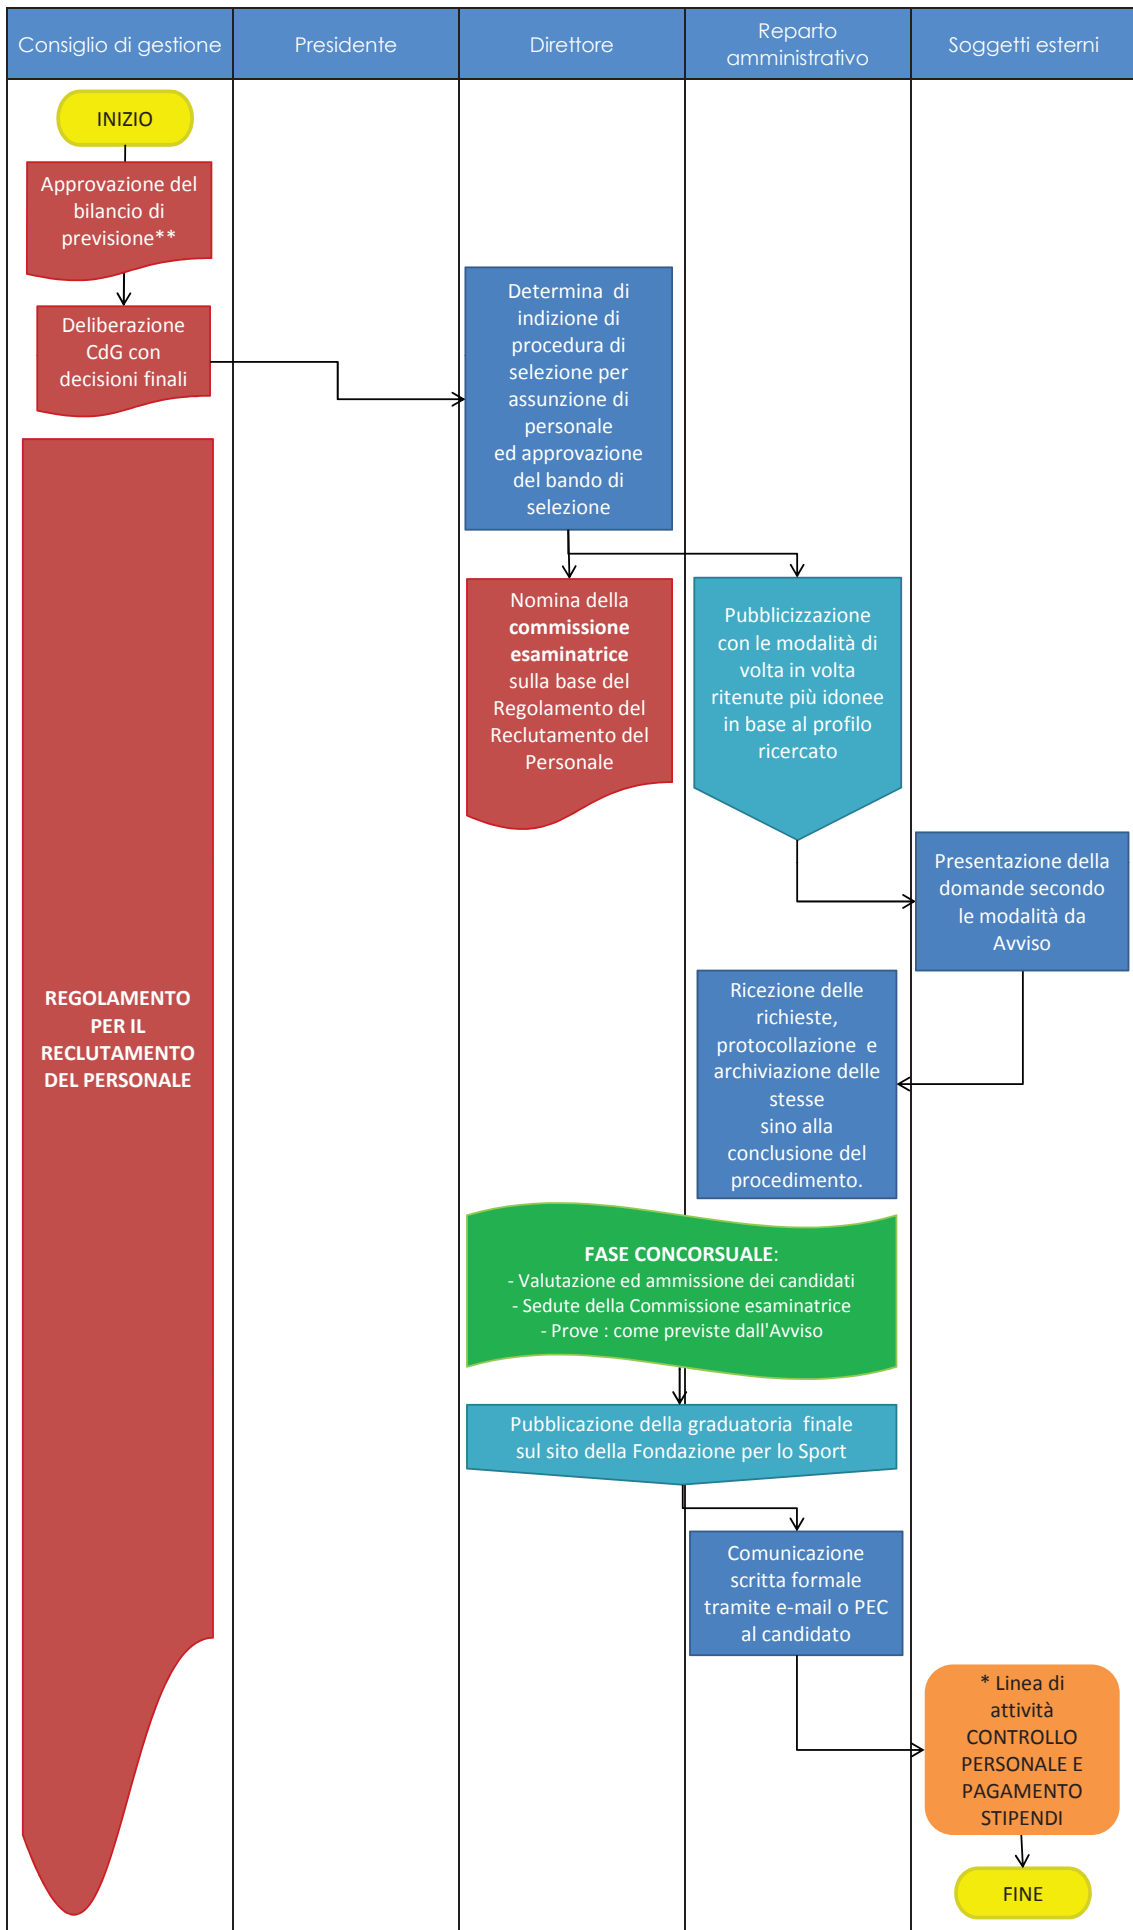 Consiglio di gestione
Presidente
Direttore
Reparto
amministrativo
Soggetti esterni
INIZIO
Approvazione del
bilancio di
previsione**
Deliberazione
CdG con
decisioni finali
Determina di
indizione di
procedura di
selezione per
assunzione di
personale
ed approvazione
del bando di
selezione
Nomina della
commissione
esaminatrice
sulla base del
Regolamento del
Reclutamento del
Personale
Pubblicizzazione
con le modalità di
volta in volta
ritenute più idonee
in base al profilo
ricercato
Presentazione della
domande secondo
le modalità da
Avviso
REGOLAMENTO
PER IL
RECLUTAMENTO
DEL PERSONALE
Ricezione delle
richieste,
protocollazione e
archiviazione delle
stesse
sino alla
conclusione del
procedimento.
FASE CONCORSUALE:
- Valutazione ed ammissione dei candidati
- Sedute della Commissione esaminatrice
- Prove : come previste dall'Avviso
Pubblicazione della graduatoria finale
sul sito della Fondazione per lo Sport
Comunicazione
scritta formale
tramite e-mail o PEC
al candidato
* Linea di
attività
CONTROLLO
PERSONALE E
PAGAMENTO
STIPENDI
FINE